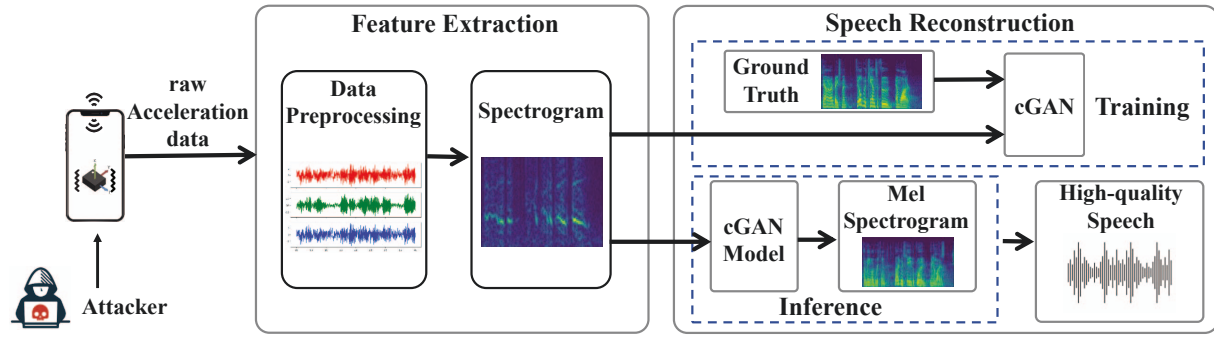 Feature Extraction
Speech Reconstruction
raw
Acceleration
data
Data
Preprocessing
Spectrogram
Ground
Truth
cGAN
Training
cGAN
Model
Mel
Spectrogram
High-quality
Speech
Inference
Attacker